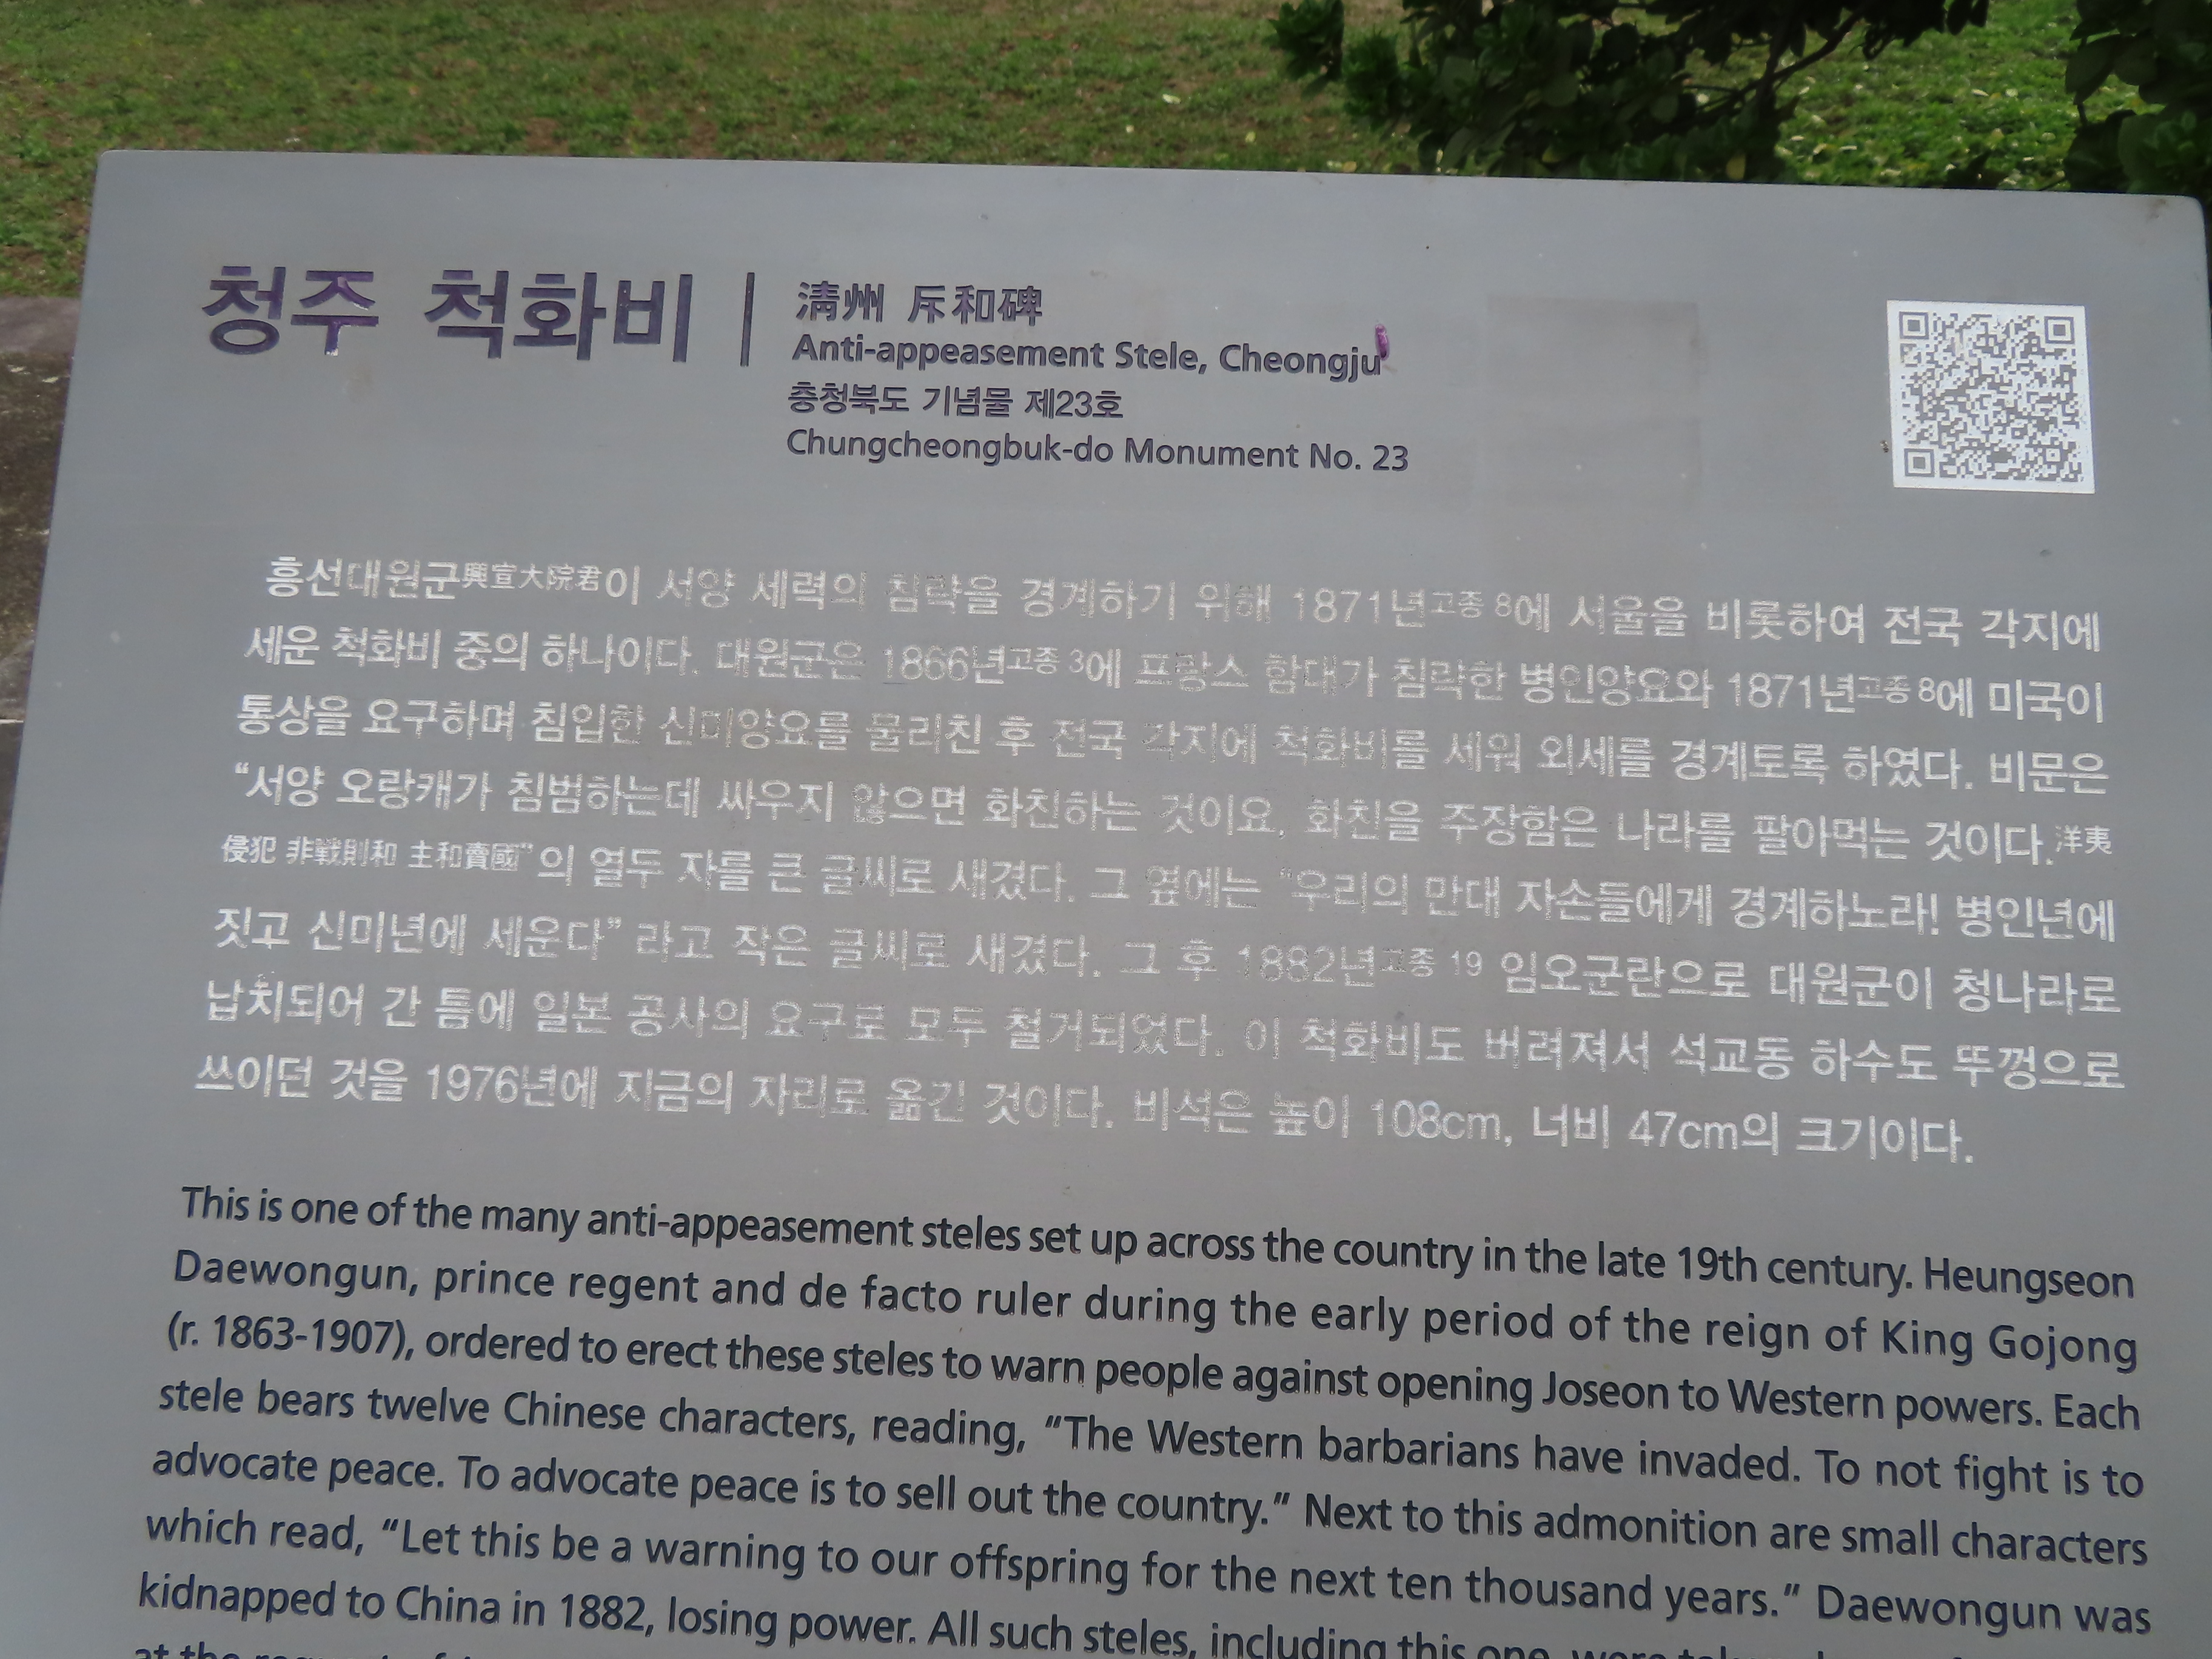 청주 척화비
淸州 斥和碑
Anti-appeasement Stele, Cheongju
충청북도 기념물 제23호
Chungcheongbuk-do Monument No. 23
흥선대원군興宣大院君이 서양 세력의 침략을 경계하기 위해 1871년고종 8에 서울을 비롯하여 전국 각지에
세운 척화비 중의 하나이다. 대원군은 1866년고종 3에 프랑스 함대가 침략한 병인양요와 1871년고종 8에 미국이
통상을 요구하며 침입한 신미양요를 물리친 후 전국 각지에 척화비를 세워 외세를 경계토록 하였다. 비문은
“서양 오랑캐가 침범하는데 싸우지 않으면 화친하는 것이요, 화친을 주장함은 나라를 팔아먹는 것이다.洋夷
侵犯 非戰則和 主和賣國”의 열두 자를 큰 글씨로 새겼다. 그 옆에는 “우리의 만대 자손들에게 경계하노라! 병인년에
짓고 신미년에 세운다” 라고 작은 글씨로 새겼다. 그 후 1882년고종 19 임오군란으로 대원군이 청나라로
납치되어 간 틈에 일본 공사의 요구로 모두 철거되었다. 이 척화비도 버려져서 석교동 하수도 뚜껑으로
쓰이던 것을 1976년에 지금의 자리로 옮긴 것이다. 비석은 높이 108cm, 너비 47cm의 크기이다.
This is one of the many anti-appeasement steles set up across the country in the late 19th century. Heungseon
Daewongun, prince regent and de facto ruler during the early period of the reign of King Gojong
(r. 1863-1907), ordered to erect these steles to warn people against opening Joseon to Western powers. Each
stele bears twelve Chinese characters, reading, “The Western barbarians have invaded. To not fight is to
advocate peace. To advocate peace is to sell out the country.” Next to this admonition are small characters
which read, “Let this be a warning to our offspring for the next ten thousand years.” Daewongun was
kidnapped to China in 1882, losing power. All such steles, including this one, were
at the